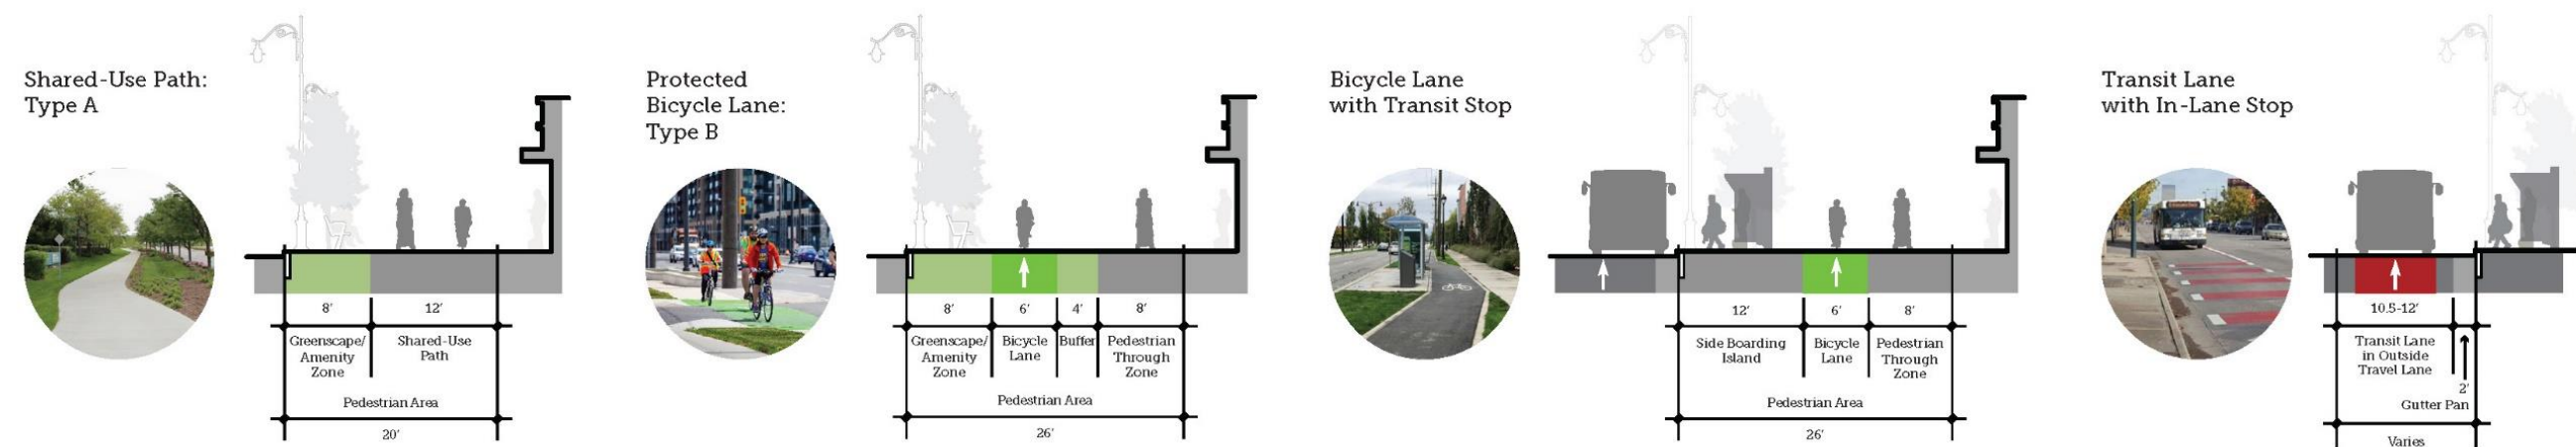 Shared-Use Path:
Type A
8'
12'
Greenscape/
Amenity
Zone
Shared-Use
Path
Pedestrian Area
20'
Protected
Bicycle Lane:
Type B
8'
6'
4'
8'
Greenscape/
Amenity
Zone
Bicycle
Lane
Buffer
Pedestrian
Through
Zone
Pedestrian Area
26'
Bicycle Lane
with Transit Stop
12'
6'
8'
Side Boarding
Island
Bicycle
Lane
Pedestrian
Through
Zone
Pedestrian Area
26'
Transit Lane
with In-Lane Stop
10.5-12'
Transit Lane
in Outside
Travel Lane
2'
Gutter Pan
Varies